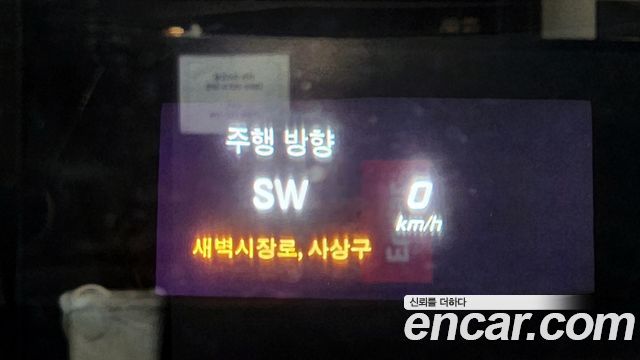 주행 방향
SW
0
km/h
새벽시장로, 사상구
신뢰를 더하다
encar.com